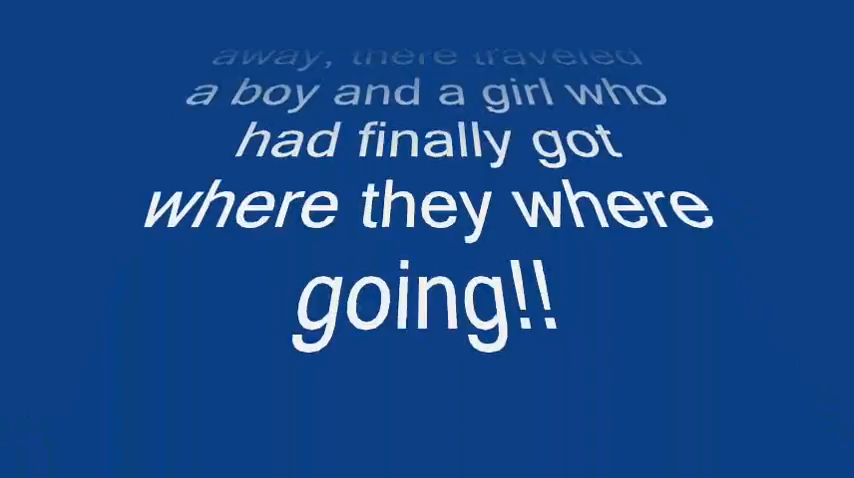 away, there traveled
a boy and a girl who
had finally got
where they where
going!!